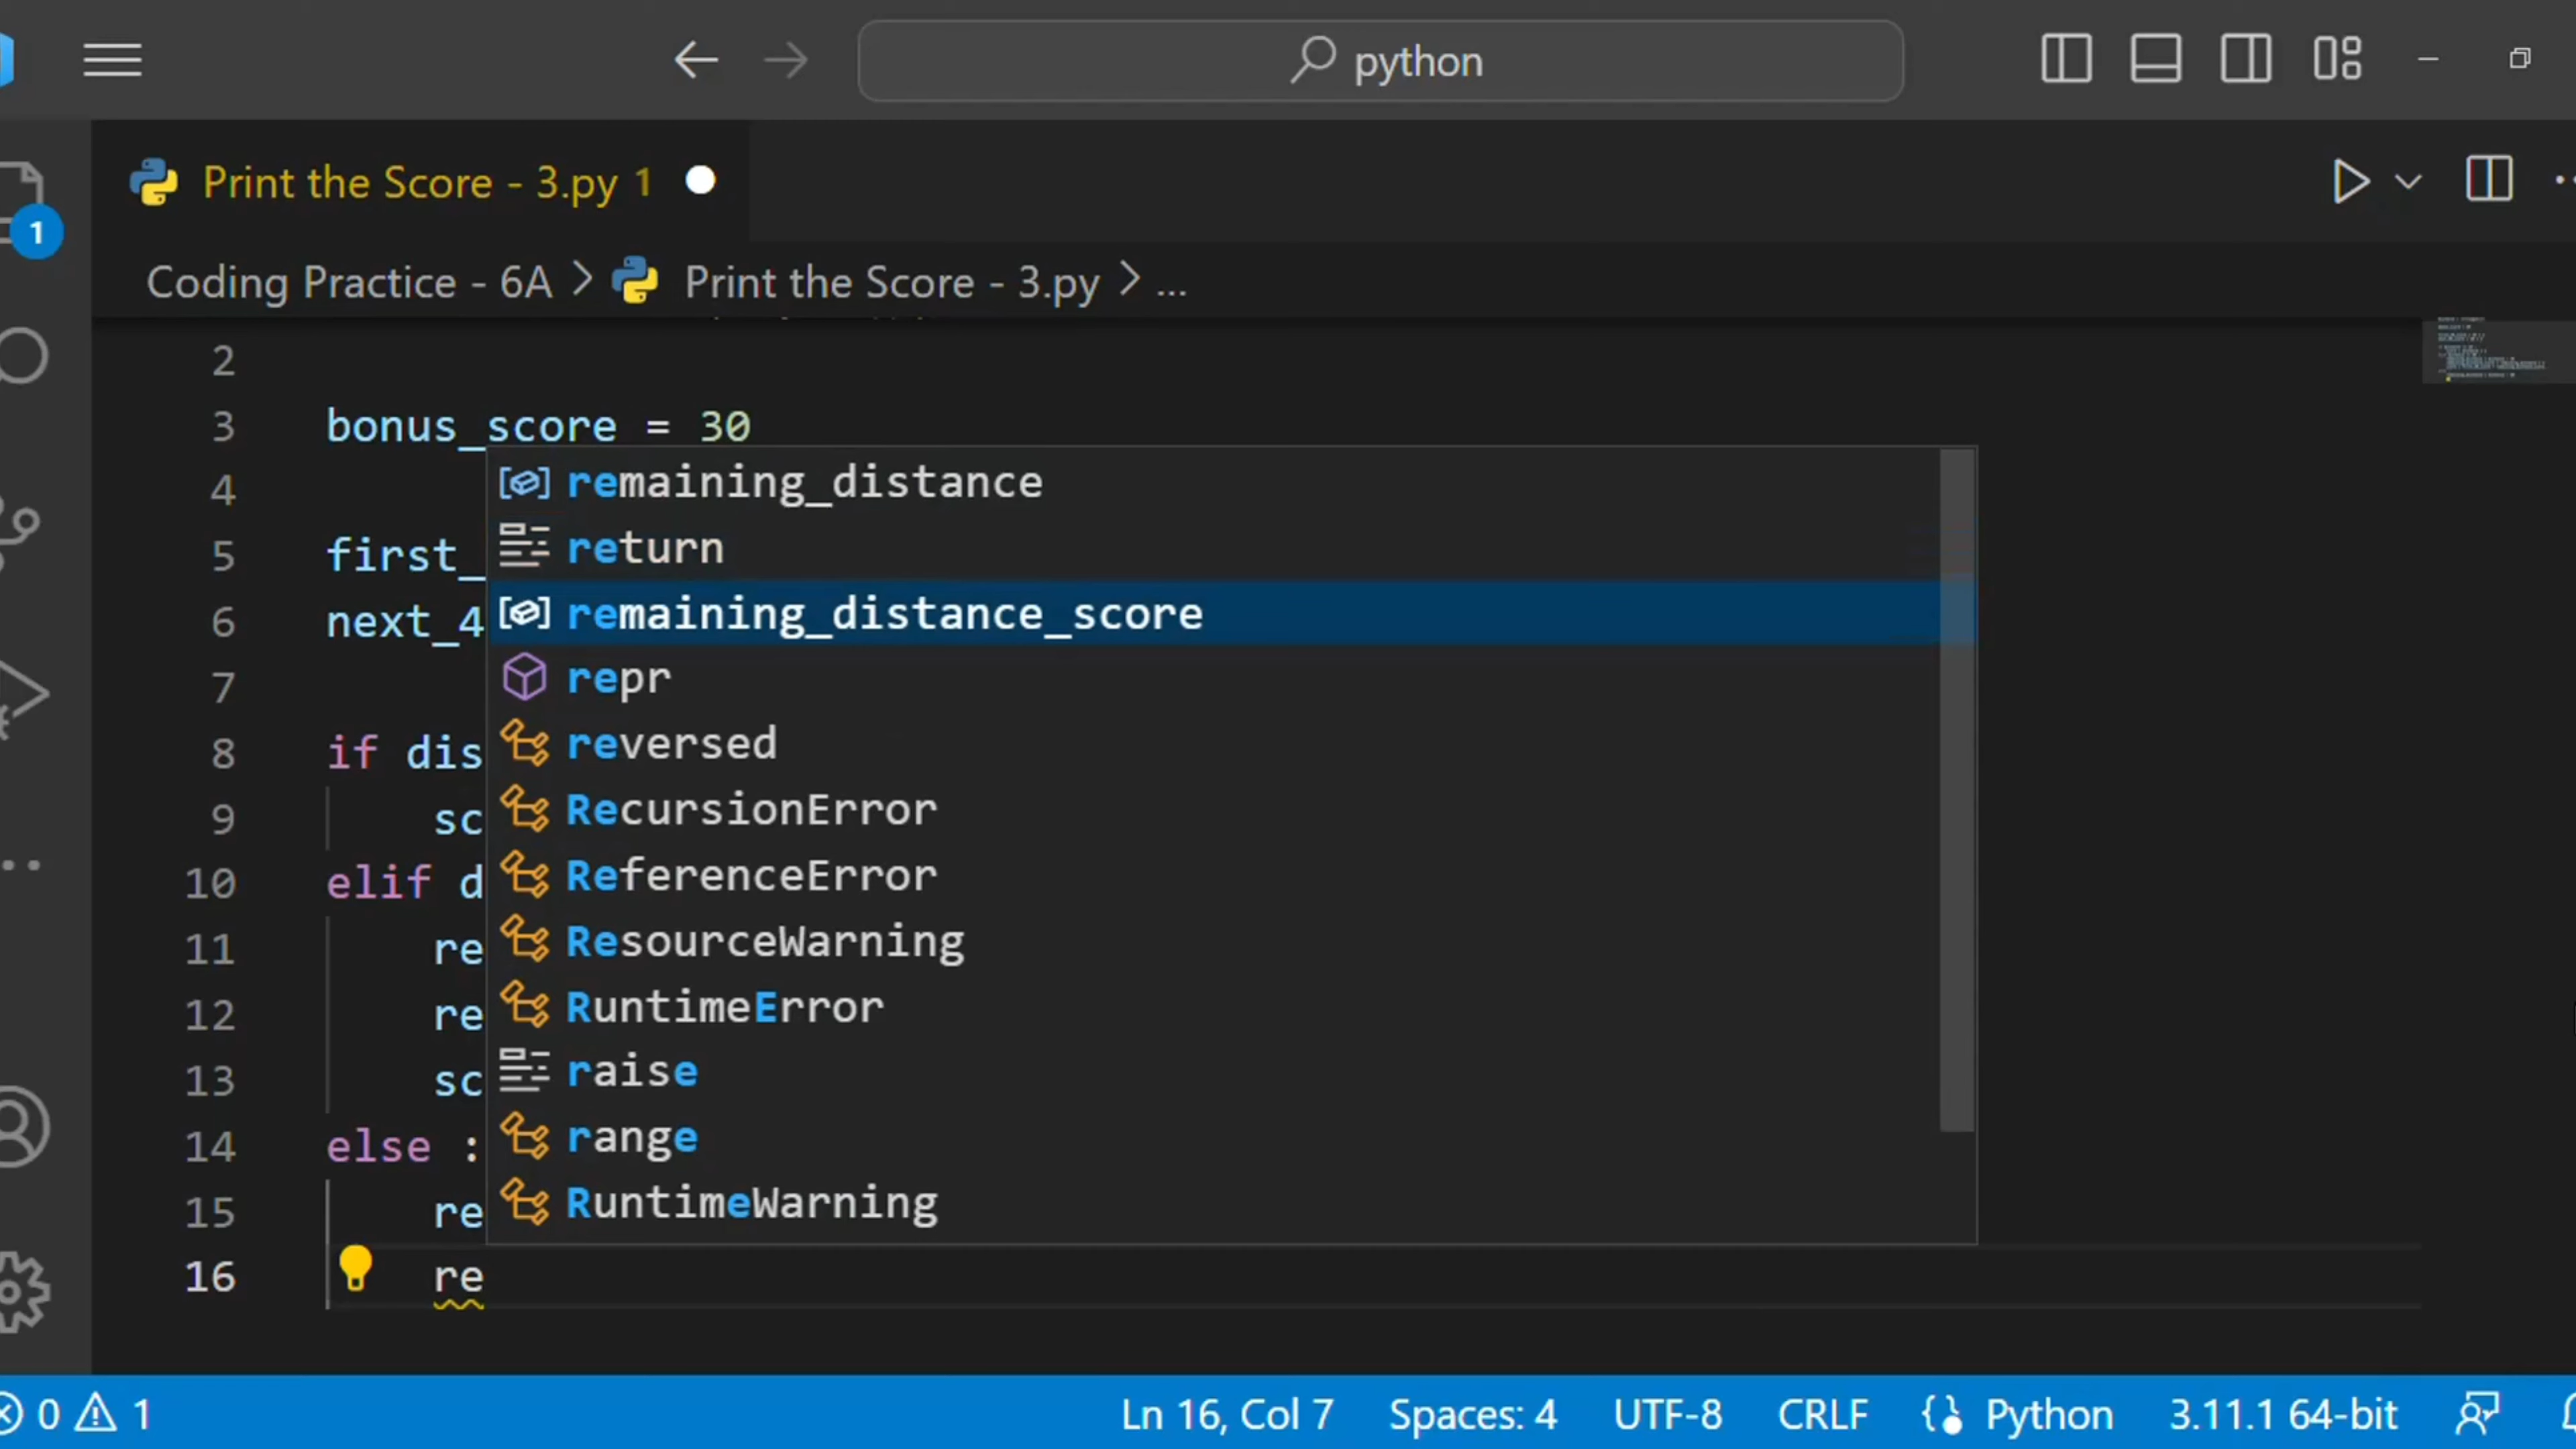 python
Print the Score - 3.py 1
1
Coding Practice - 6A > Print the Score - 3.py > ...
2
3 bonus_score = 30
4
5 first_
6 next_4
7
8 if dis
9 sc
10 elif d
11 re
12 re
13 sc
14 else :
15 re
16 re
remaining_distance
return
remaining_distance_score
repr
reversed
RecursionError
ReferenceError
ResourceWarning
RuntimeError
raise
range
RuntimeWarning
0 1 Ln 16, Col 7 Spaces: 4 UTF-8 CRLF Python 3.11.1 64-bit